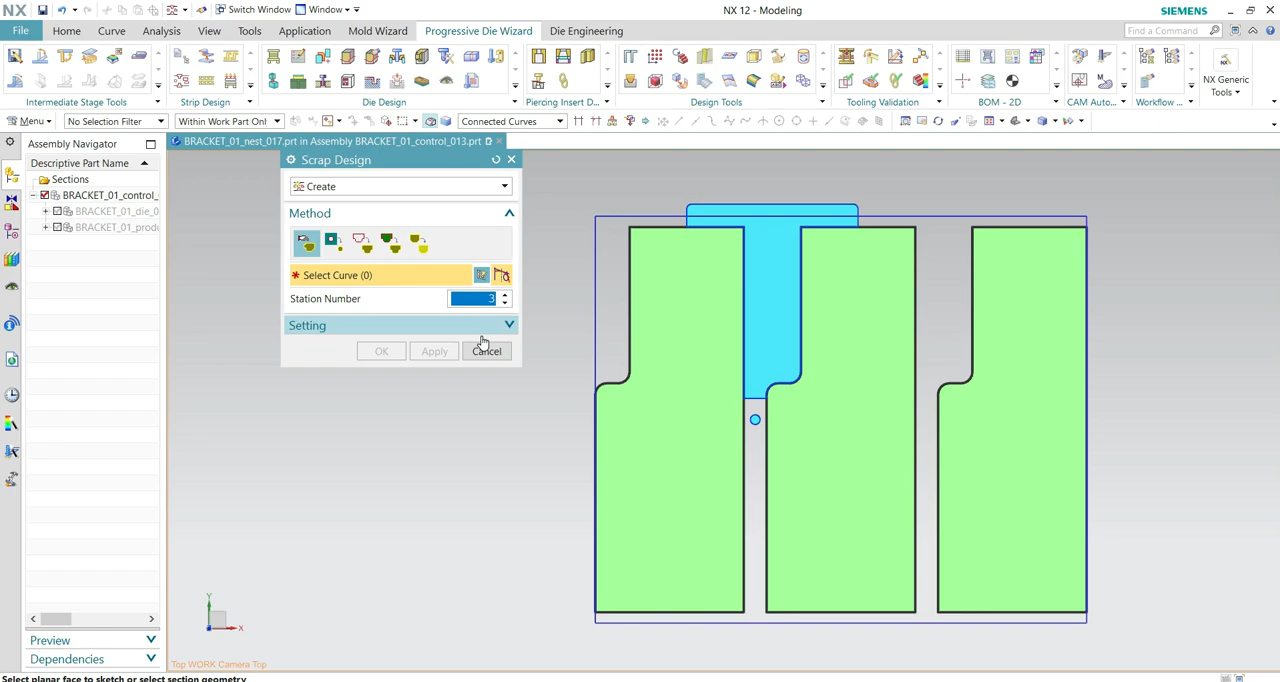 NX
Switch Window
Window
NX 12 - Modeling
SIEMENS
File
Home
Curve
Analysis
View
Tools
Application
Mold Wizard
Progressive Die Wizard
Die Engineering
Find a Command
NX Generic
Tools
Intermediate Stage Tools
Strip Design
Die Design
Piercing Insert D...
Design Tools
Tooling Validation
BOM - 2D
CAM Auto...
Workflow ...
Menu
No Selection Filter
Within Work Part Only
Connected Curves
Assembly Navigator
BRACKET_01_nest_017.prt in Assembly BRACKET_01_control_013.prt
Descriptive Part Name
Sections
BRACKET_01_control_
BRACKET_01_die_0
BRACKET_01_produ
Scrap Design
Create
Method
* Select Curve (0)
Station Number
3
Setting
OK
Apply
Cancel
Y
X
Preview
Dependencies
Top WORK Camera Top
Select planar face to sketch or select section geometry